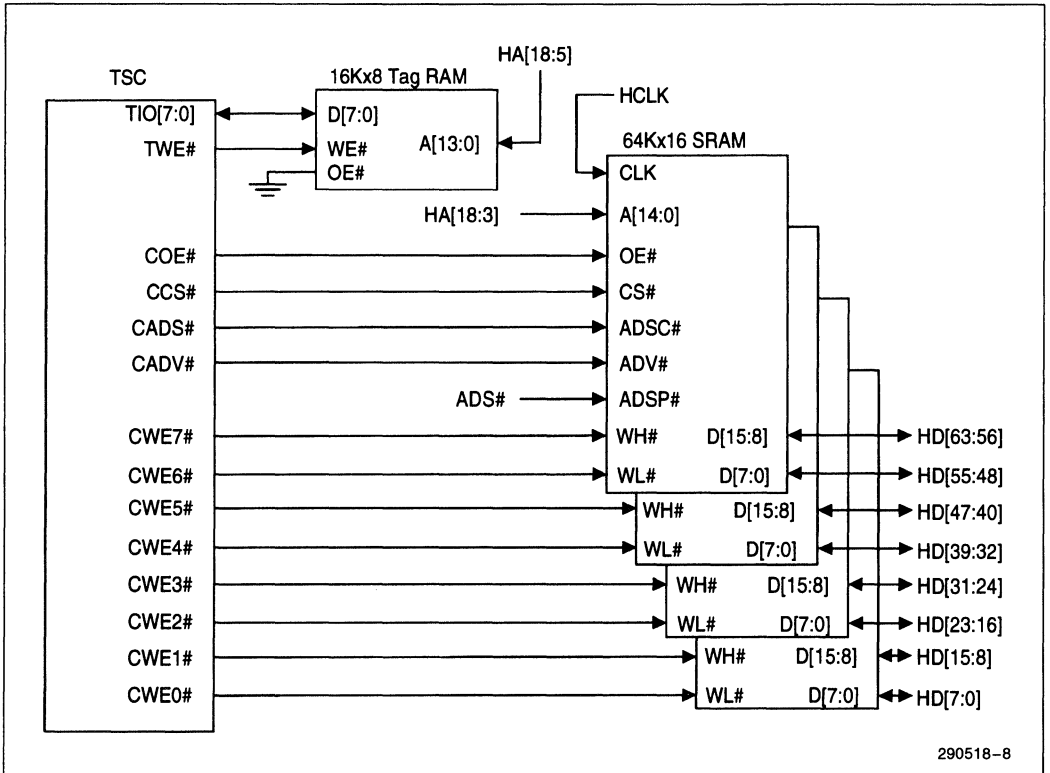 HA[18:5]
TSC
16Kx8 Tag RAM
HCLK
TIO[7:0]
D[7:0]
TWE#
WE#
A[13:0]
OE#
64Kx16 SRAM
CLK
HA[18:3]
A[14:0]
COE#
OE#
CCS#
CS#
CADS#
ADSC#
CADV#
ADV#
ADS#
ADSP#
CWE7#
WH#
D[15:8]
HD[63:56]
CWE6#
WL#
D[7:0]
HD[55:48]
CWE5#
WH#
D[15:8]
HD[47:40]
CWE4#
WL#
D[7:0]
HD[39:32]
CWE3#
WH#
D[15:8]
HD[31:24]
CWE2#
WL#
D[7:0]
HD[23:16]
CWE1#
WH#
D[15:8]
HD[15:8]
CWE0#
WL#
D[7:0]
HD[7:0]
290518-8